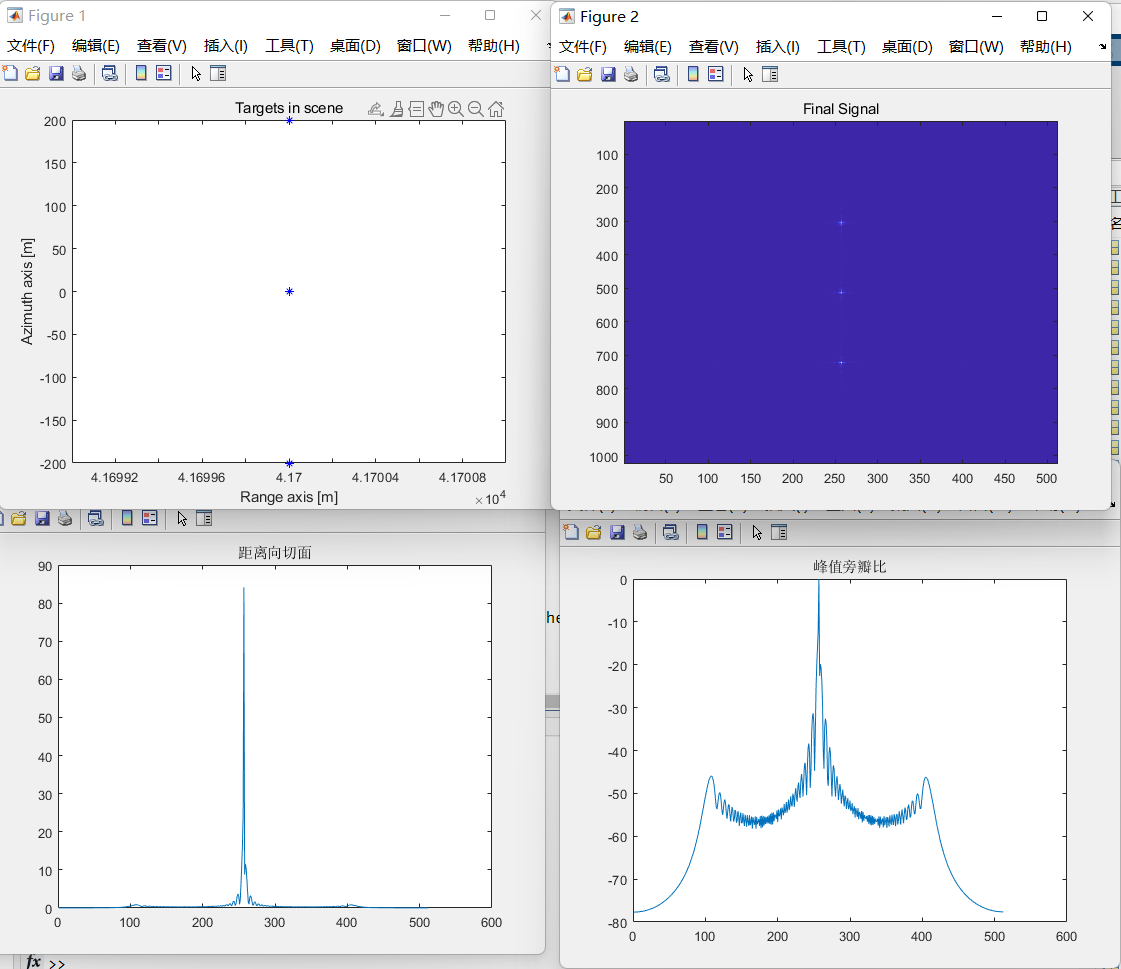 Figure 1
文件(F) 编辑(E) 查看(V) 插入(I) 工具(T) 桌面(D) 窗口(W) 帮助(H)
Targets in scene
200
150
100
50
0
-50
-100
-150
-200
Azimuth axis [m]
4.16992 4.16996 4.17 4.17004 4.17008
Range axis [m]
×10⁴
Figure 2
文件(F) 编辑(E) 查看(V) 插入(I) 工具(T) 桌面(D) 窗口(W) 帮助(H)
Final Signal
100
200
300
400
500
600
700
800
900
1000
50 100 150 200 250 300 350 400 450 500
距离向切面
90
80
70
60
50
40
30
20
10
0
0 100 200 300 400 500 600
he
峰值旁瓣比
0
-10
-20
-30
-40
-50
-60
-70
-80
0 100 200 300 400 500 600
fx >>
名